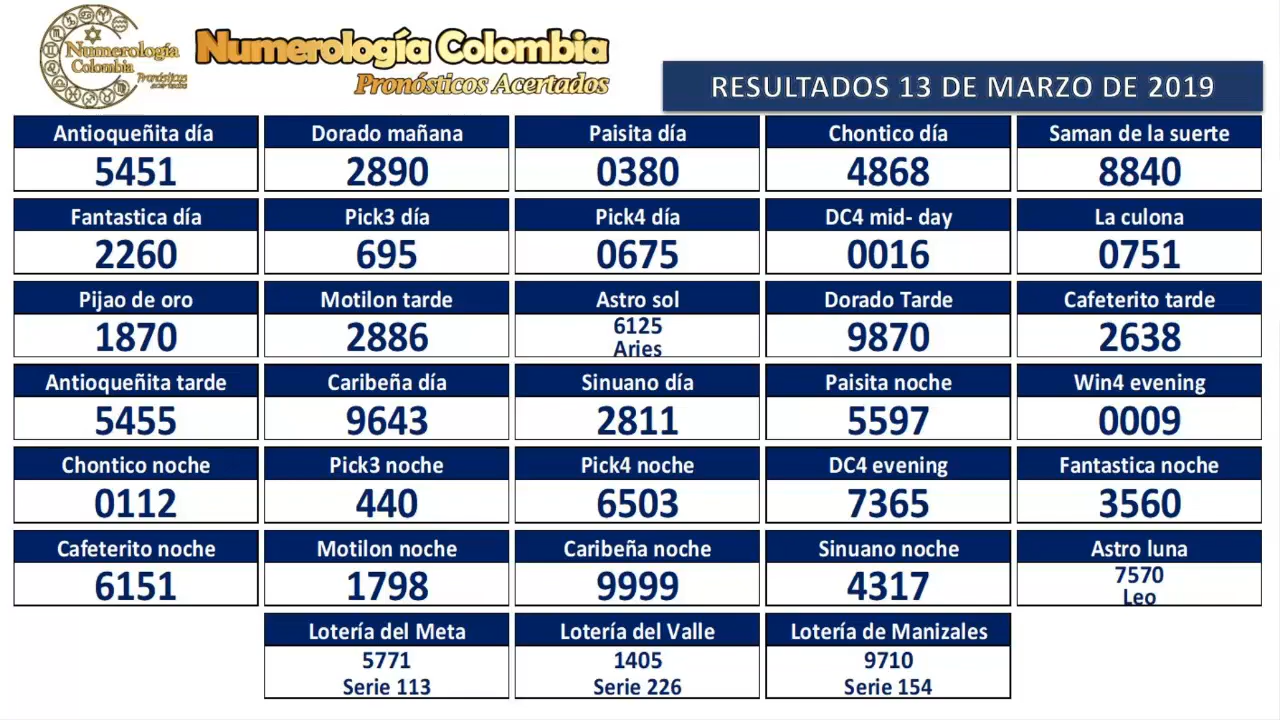 Numerología
Colombia
Pronósticos
acertados
Numerología Colombia
Pronósticos Acertados
RESULTADOS 13 DE MARZO DE 2019
Antioqueñita día
5451
Dorado mañana
2890
Paisita día
0380
Chontico día
4868
Saman de la suerte
8840
Fantastica día
2260
Pick3 día
695
Pick4 día
0675
DC4 mid- day
0016
La culona
0751
Pijao de oro
1870
Motilon tarde
2886
Astro sol
6125
Aries
Dorado Tarde
9870
Cafeterito tarde
2638
Antioqueñita tarde
5455
Caribeña día
9643
Sinuano día
2811
Paisita noche
5597
Win4 evening
0009
Chontico noche
0112
Pick3 noche
440
Pick4 noche
6503
DC4 evening
7365
Fantastica noche
3560
Cafeterito noche
6151
Motilon noche
1798
Caribeña noche
9999
Sinuano noche
4317
Astro luna
7570
Leo
Lotería del Meta
5771
Serie 113
Lotería del Valle
1405
Serie 226
Lotería de Manizales
9710
Serie 154